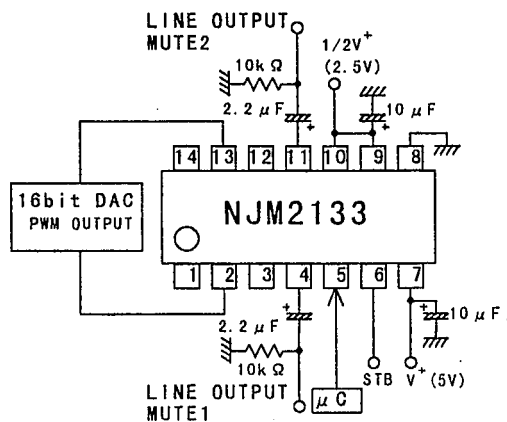 LINE OUTPUT
MUTE2
1/2V+
(2.5V)
10kΩ
2.2μF
+
10μF
+
14 13 12 11 10 9 8
16bit DAC
PWM OUTPUT
NJM2133
1 2 3 4 5 6 7
+
2.2μF
+
10μF
10kΩ
STB
V+ (5V)
LINE OUTPUT
MUTE1
μC